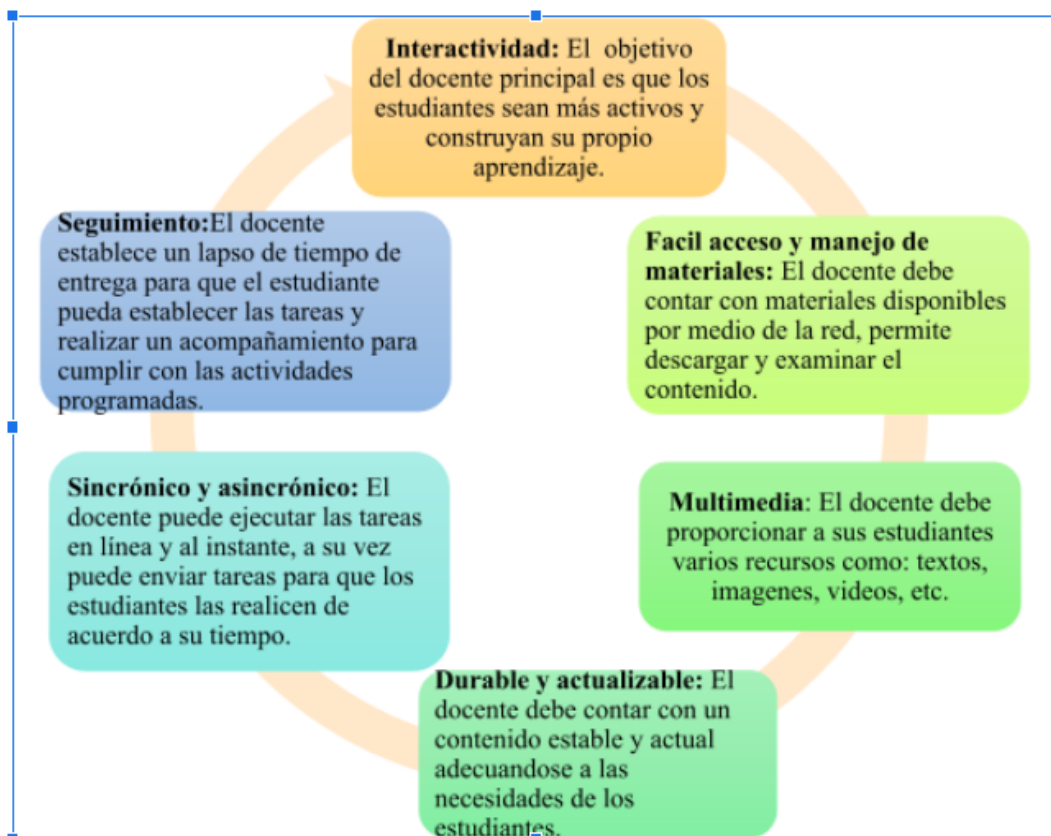 Interactividad: El objetivo
del docente principal es que los
estudiantes sean más activos y
construyan su propio
aprendizaje.
Facil acceso y manejo de
materiales: El docente debe
contar con materiales disponibles
por medio de la red, permite
descargar y examinar el
contenido.
Multimedia: El docente debe
proporcionar a sus estudiantes
varios recursos como: textos,
imagenes, videos, etc.
Durable y actualizable: El
docente debe contar con un
contenido estable y actual
adecuandose a las
necesidades de los
estudiantes.
Sincrónico y asincrónico: El
docente puede ejecutar las tareas
en línea y al instante, a su vez
puede enviar tareas para que los
estudiantes las realicen de
acuerdo a su tiempo.
Seguimiento:El docente
establece un lapso de tiempo de
entrega para que el estudiante
pueda establecer las tareas y
realizar un acompañamiento para
cumplir con las actividades
programadas.